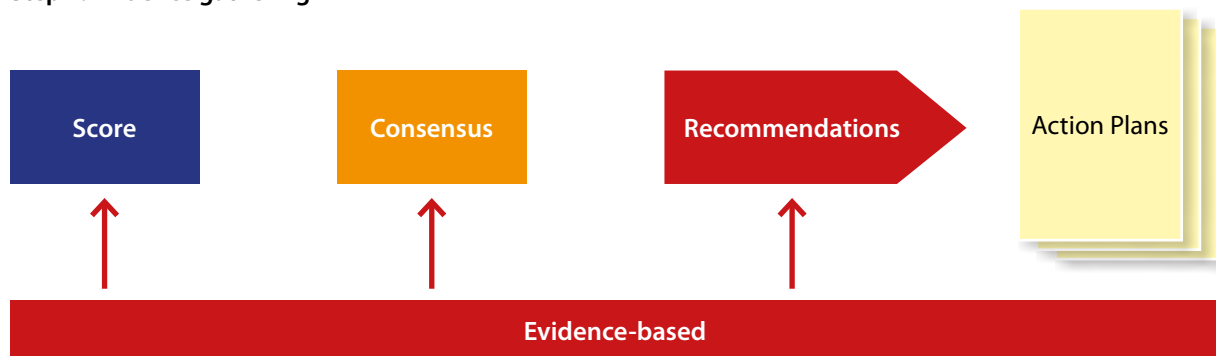 Score
Consensus
Recommendations
Action Plans
Evidence-based